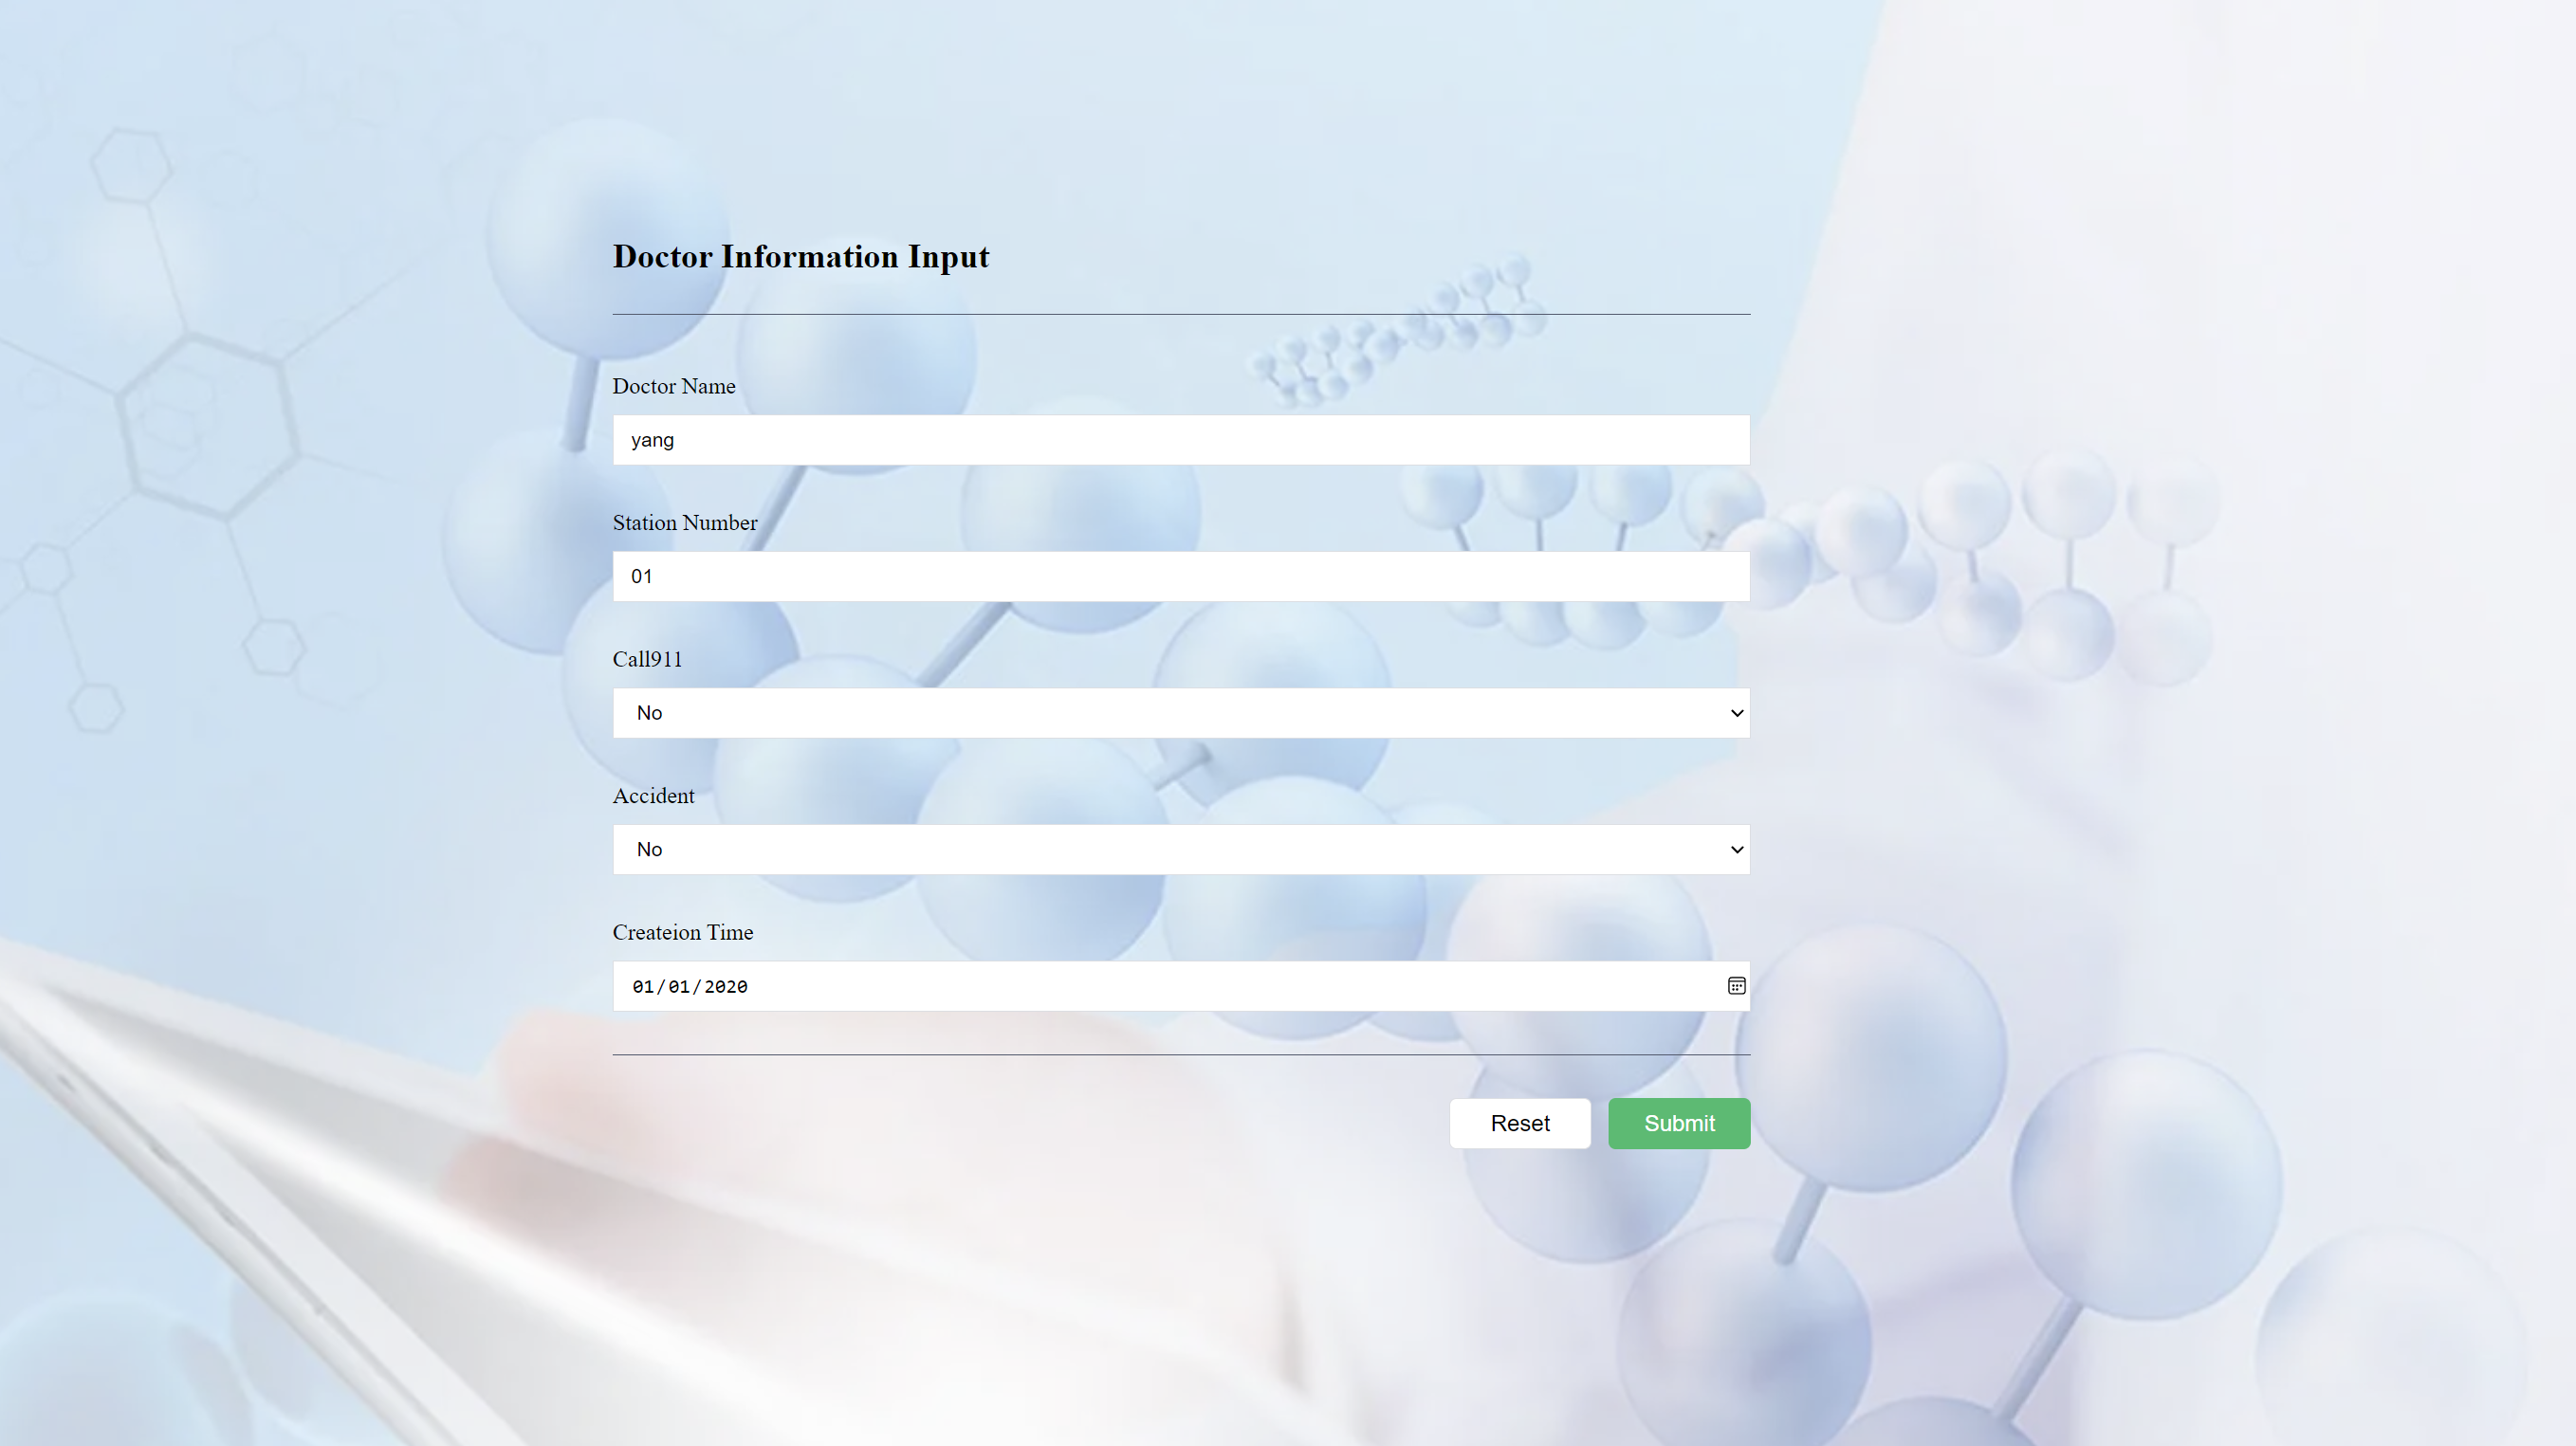 Doctor Information Input
Doctor Name
yang
Station Number
01
Call911
No
Accident
No
Createion Time
01/01/2020
Reset Submit